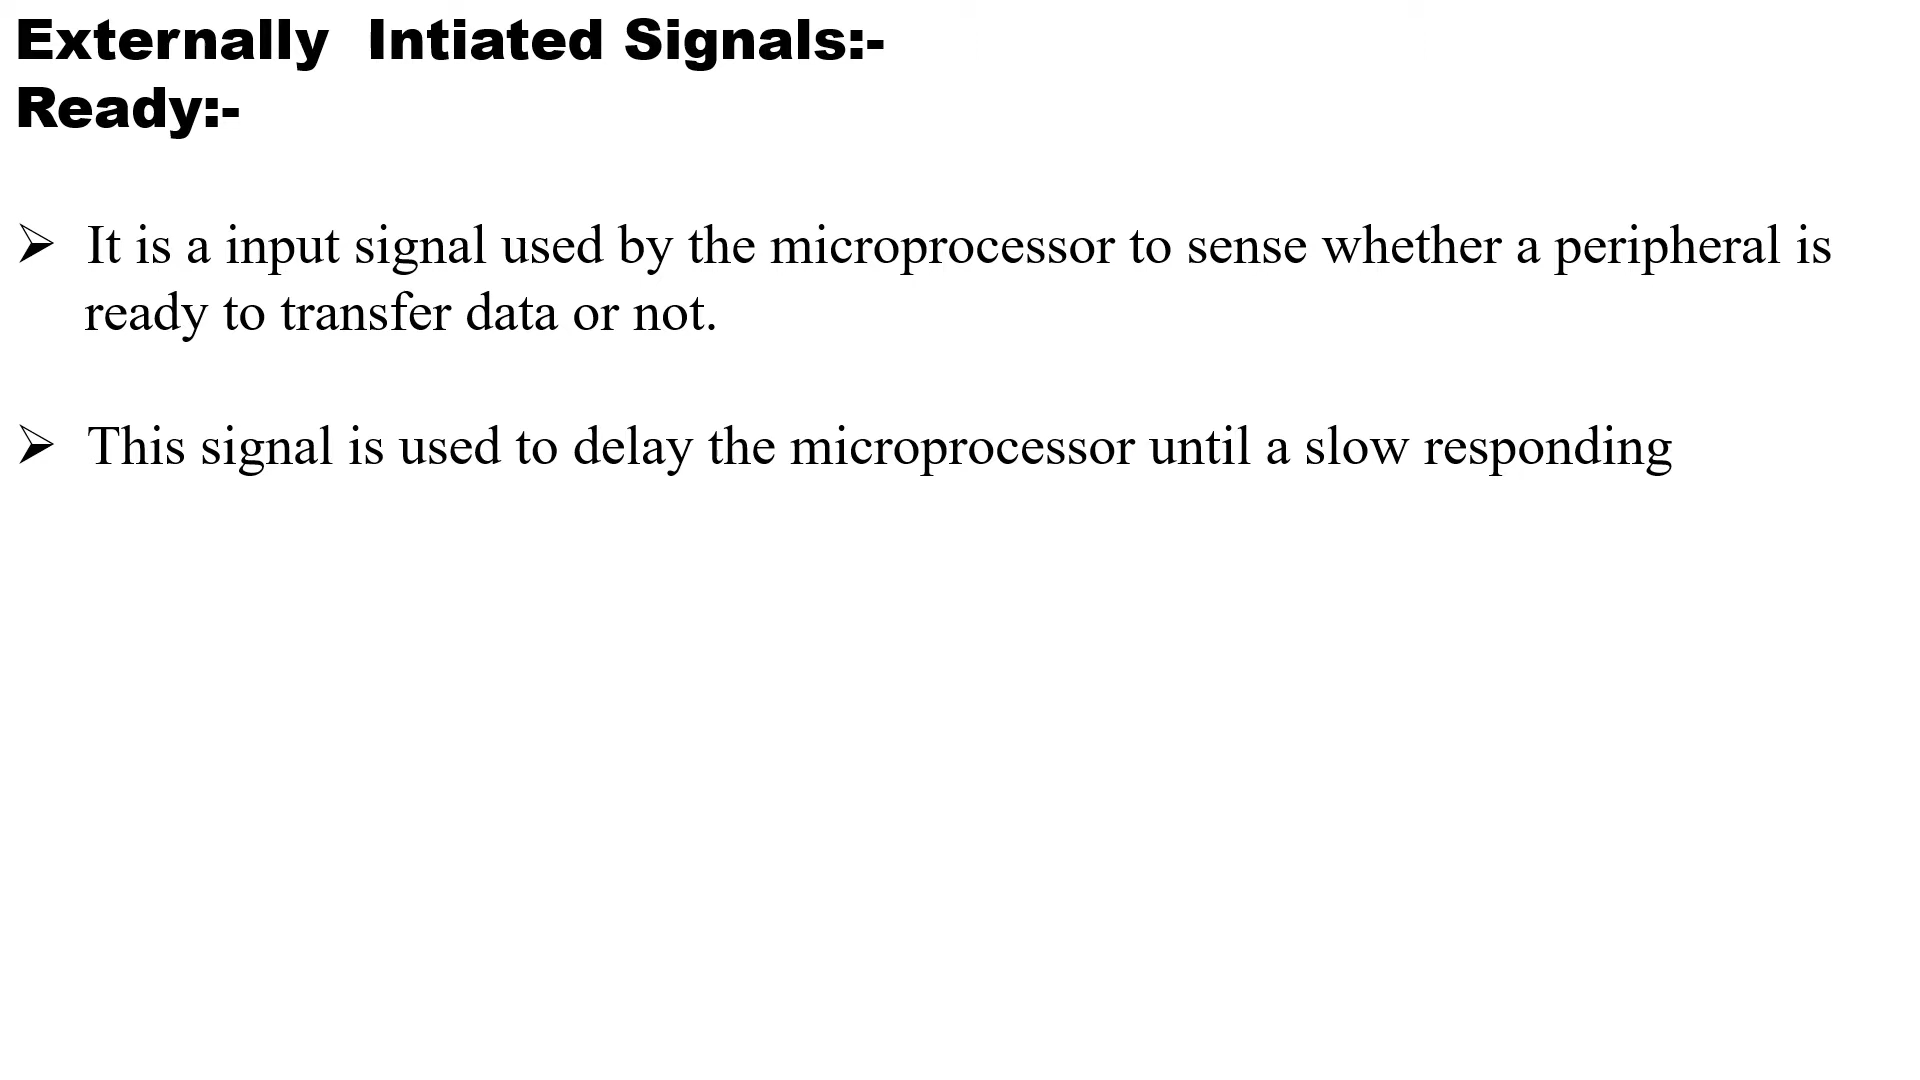 Externally  Intiated Signals:-
Ready:-
➢ It is a input signal used by the microprocessor to sense whether a peripheral is
ready to transfer data or not.
➢ This signal is used to delay the microprocessor until a slow responding